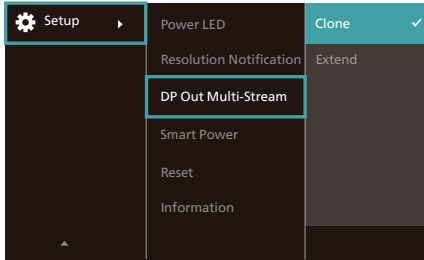 Setup
Power LED
Resolution Notification
DP Out Multi-Stream
Smart Power
Reset
Information
Clone
Extend